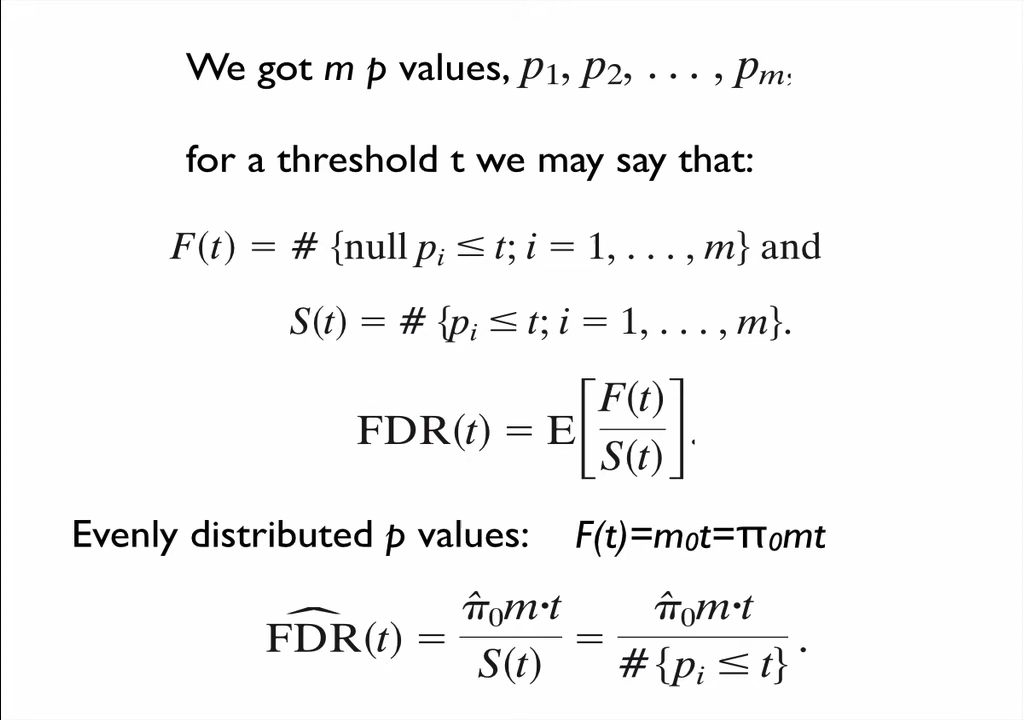 We got m p values, p₁, p₂, . . . , pₘ;
for a threshold t we may say that:
F(t) = # {null pᵢ ≤ t; i = 1, . . . , m} and
S(t) = # {pᵢ ≤ t; i = 1, . . . , m}.
FDR(t) = E[F(t)/S(t)].
Evenly distributed p values: F(t)=m₀t=π₀mt
F͡DR(t) = π̂₀m·t / S(t) = π̂₀m·t / #{pᵢ ≤ t} .